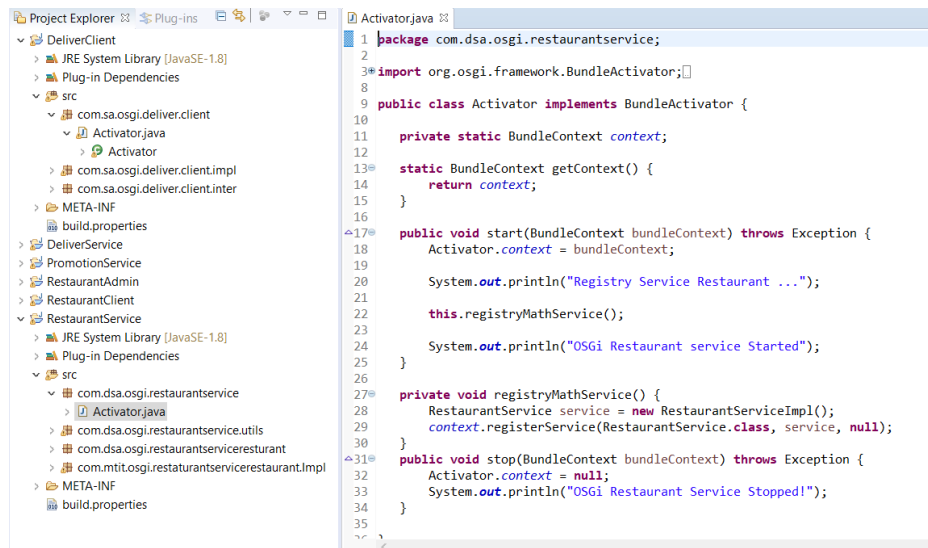 Project Explorer
Plug-ins
DeliverClient
JRE System Library [JavaSE-1.8]
Plug-in Dependencies
src
com.sa.osgi.deliver.client
Activator.java
Activator
com.sa.osgi.deliver.client.impl
com.sa.osgi.deliver.client.inter
META-INF
build.properties
DeliverService
PromotionService
RestaurantAdmin
RestaurantClient
RestaurantService
JRE System Library [JavaSE-1.8]
Plug-in Dependencies
src
com.dsa.osgi.restaurantservice
Activator.java
com.dsa.osgi.restaurantservice.utils
com.dsa.osgi.restaurantserviceresturant
com.mtit.osgi.restaturantservicerestaurant.Impl
META-INF
build.properties
Activator.java
1 package com.dsa.osgi.restaurantservice;
2
3 import org.osgi.framework.BundleActivator;
8
9 public class Activator implements BundleActivator {
10
11 private static BundleContext context;
12
13 static BundleContext getContext() {
14 return context;
15 }
16
17 public void start(BundleContext bundleContext) throws Exception {
18 Activator.context = bundleContext;
19
20 System.out.println("Registry Service Restaurant ...");
21
22 this.registryMathService();
23
24 System.out.println("OSGi Restaurant service Started");
25 }
26
27 private void registryMathService() {
28 RestaurantService service = new RestaurantServiceImpl();
29 context.registerService(RestaurantService.class, service, null);
30 }
31 public void stop(BundleContext bundleContext) throws Exception {
32 Activator.context = null;
33 System.out.println("OSGi Restaurant Service Stopped!");
34 }
35